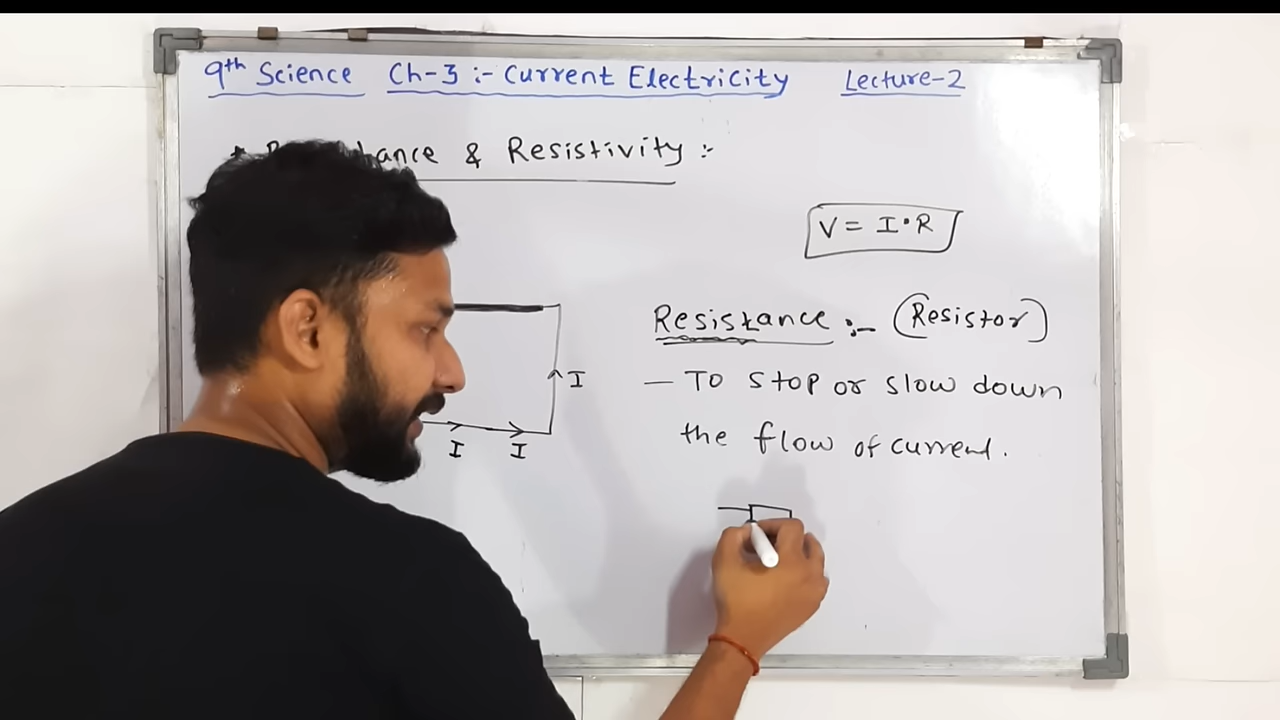 9th Science Ch-3 :- Current Electricity Lecture-2
& Resistivity :-
V = I•R
Resistance :- (Resistor)
— To stop or slow down
I
the flow of current.
I I